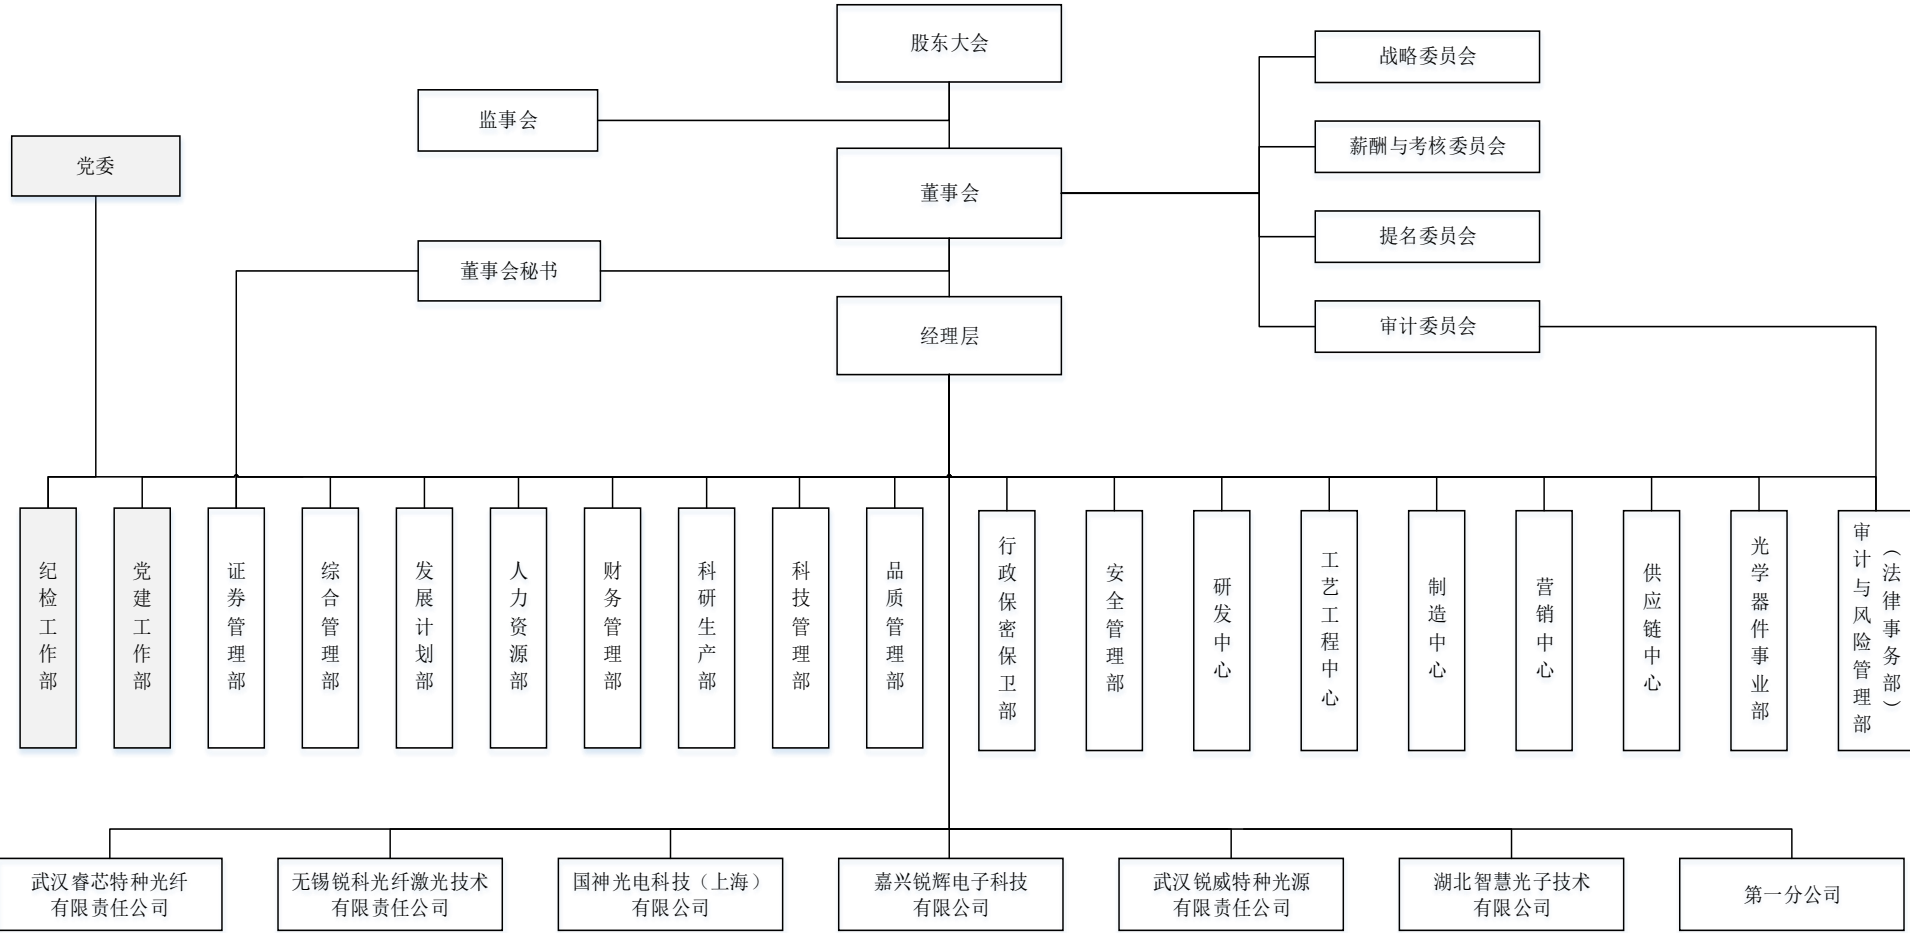 股东大会
战略委员会
监事会
薪酬与考核委员会
党委
董事会
提名委员会
董事会秘书
审计委员会
经理层
纪检工作部
党建工作部
证券管理部
综合管理部
发展计划部
人力资源部
财务管理部
科研生产部
科技管理部
品质管理部
行政保密保卫部
安全管理部
研发中心
工艺工程中心
制造中心
营销中心
供应链中心
光学器件事业部
审计与风险管理部
（法律事务部）
武汉睿芯特种光纤
有限责任公司
无锡锐科光纤激光技术
有限责任公司
国神光电科技（上海）
有限公司
嘉兴锐辉电子科技
有限公司
武汉锐威特种光源
有限责任公司
湖北智慧光子技术
有限公司
第一分公司